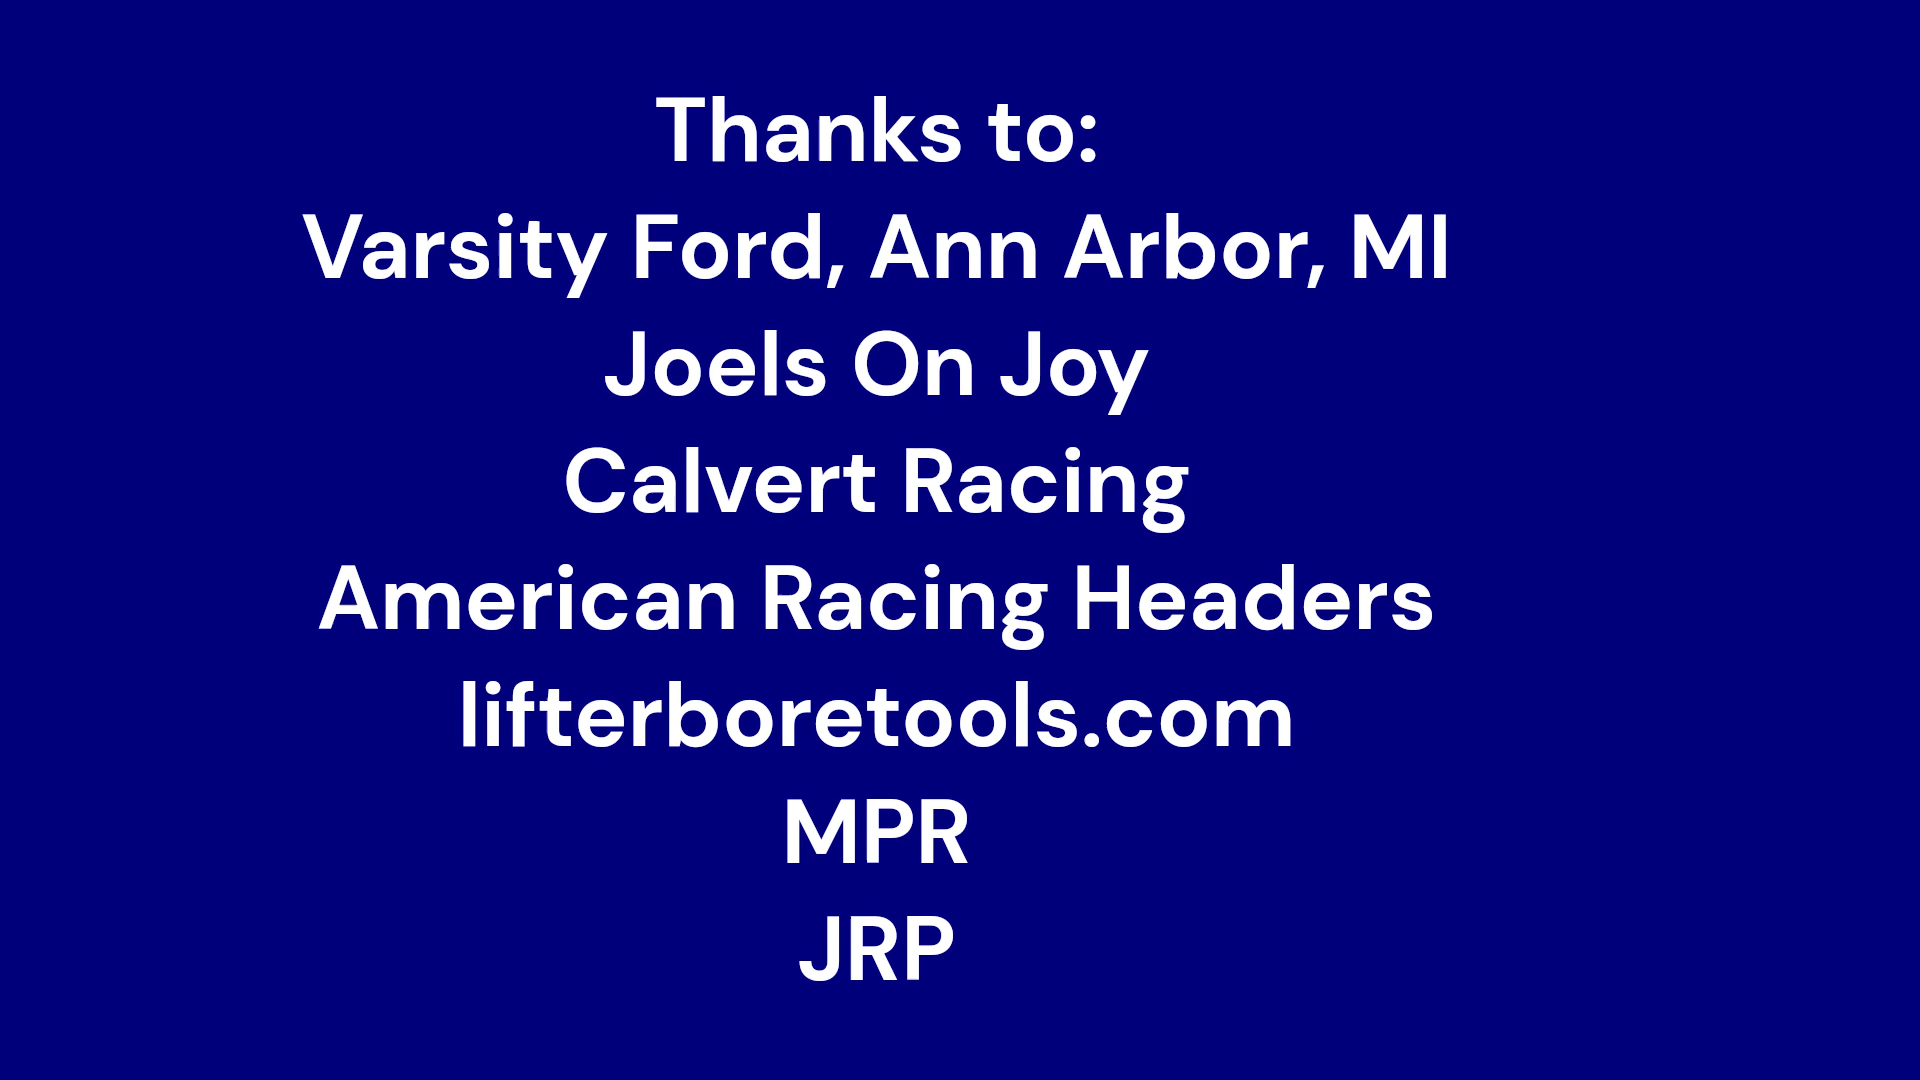 Thanks to:
Varsity Ford, Ann Arbor, MI
Joels On Joy
Calvert Racing
American Racing Headers
lifterboretools.com
MPR
JRP